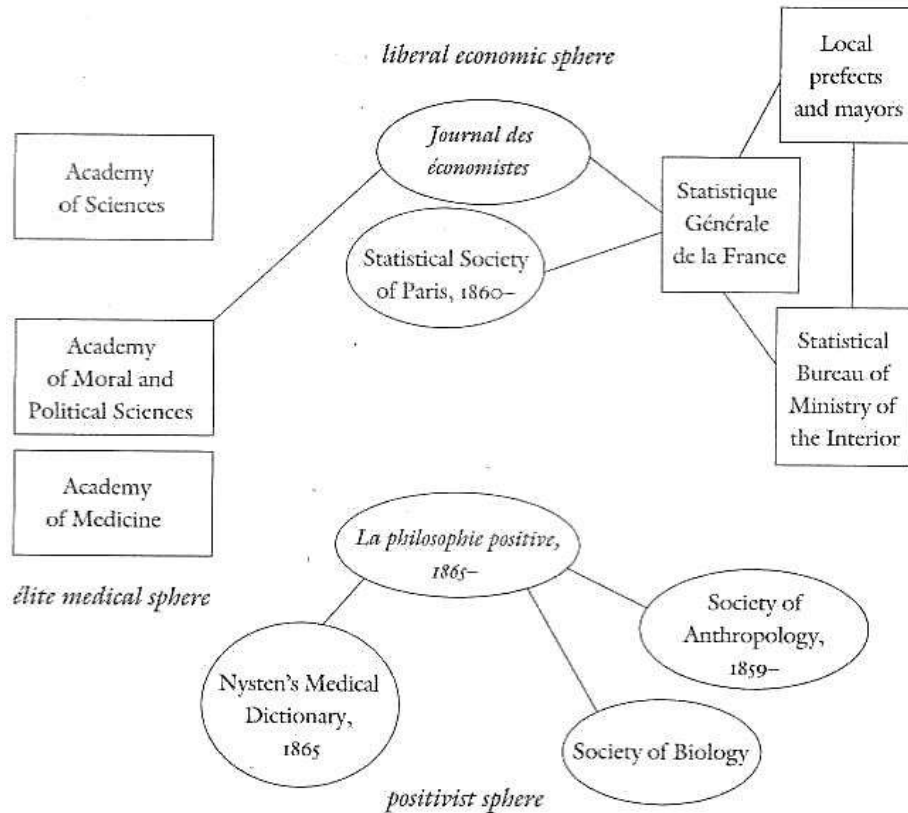 liberal economic sphere
Local
prefects
and mayors
Journal des
économistes
Academy
of Sciences
Statistique
Générale
de la France
Statistical Society
of Paris, 1860–
Academy
of Moral and
Political Sciences
Statistical
Bureau of
Ministry of
the Interior
Academy
of Medicine
La philosophie positive,
1865–
élite medical sphere
Society of
Anthropology,
1859–
Nysten's Medical
Dictionary,
1865
Society of Biology
positivist sphere